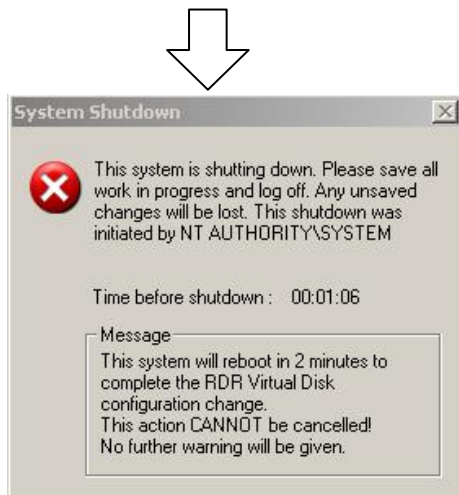 System Shutdown
This system is shutting down. Please save all
work in progress and log off. Any unsaved
changes will be lost. This shutdown was
initiated by NT AUTHORITY\SYSTEM
Time before shutdown : 00:01:06
Message
This system will reboot in 2 minutes to
complete the RDR Virtual Disk
configuration change.
This action CANNOT be cancelled!
No further warning will be given.